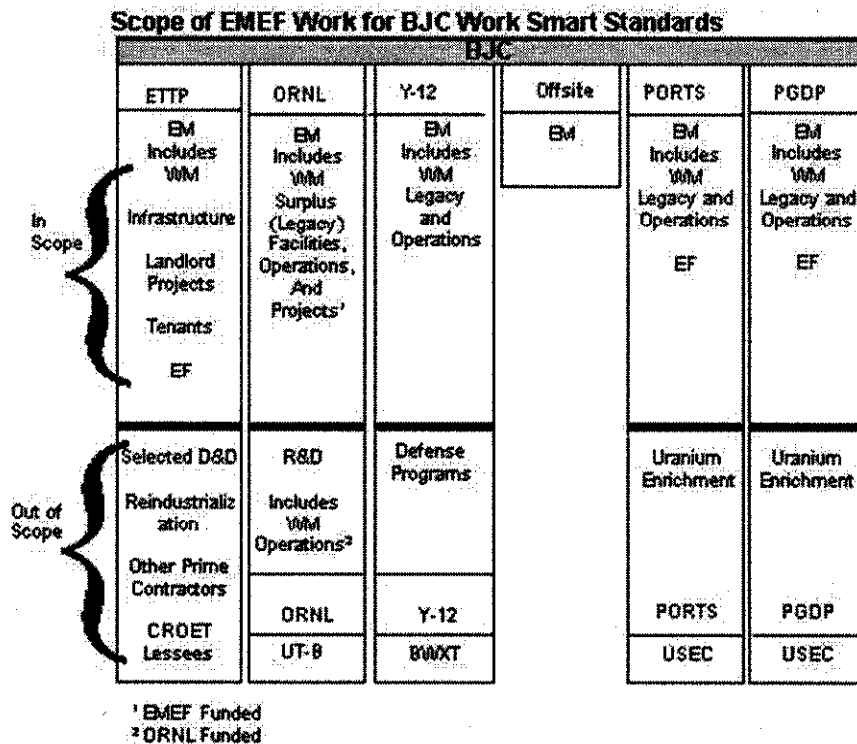 Scope of EMEF Work for BJC Work Smart Standards
BJC
ETTP
EM
Includes
WM
Infrastructure
Landlord
Projects
Tenants
EF
ORNL
EM
Includes
WM
Surplus
(Legacy)
Facilities,
Operations,
And
Projects¹
Y-12
EM
Includes
WM
Legacy
and
Operations
Offsite
EM
PORTS
EM
Includes
WM
Legacy and
Operations
EF
PGDP
EM
Includes
WM
Legacy and
Operations
EF
In
Scope
Out of
Scope
Selected D&D
Reindustrializ
ation
Other Prime
Contractors
CROET
Lessees
R&D
Includes
WM
Operations²
ORNL
UT-B
Defense
Programs
Y-12
BWXT
Uranium
Enrichment
PORTS
USEC
Uranium
Enrichment
PGDP
USEC
¹ EMEF Funded
² ORNL Funded